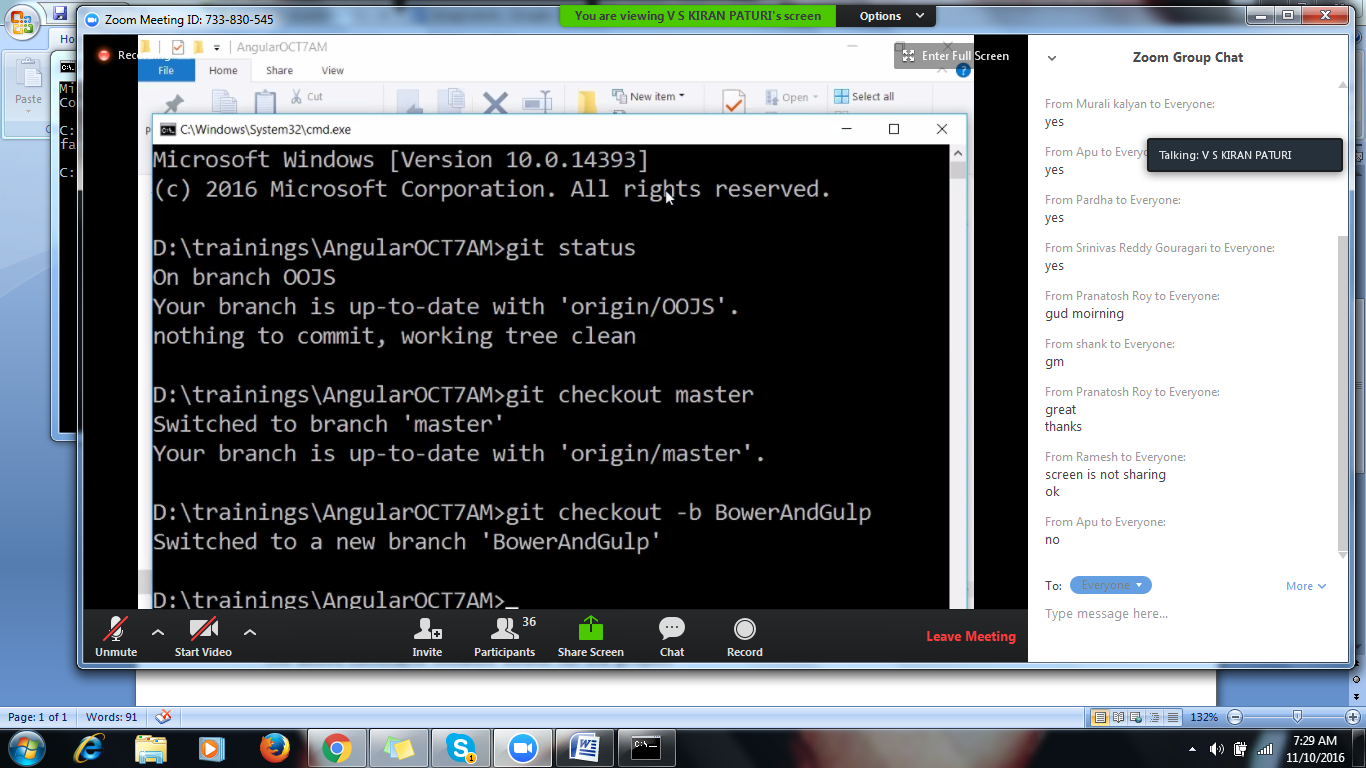 Zoom Meeting ID: 733-830-545
You are viewing V S KIRAN PATURI's screen
Options
Ho
Paste
C
Mi
Co
C:
fa
C:
Rec
AngularOCT7AM
Enter Full Screen
File
Home
Share
View
Cut
New item
Open
Select all
C:\Windows\System32\cmd.exe
Microsoft Windows [Version 10.0.14393]
(c) 2016 Microsoft Corporation. All rights reserved.
D:\trainings\AngularOCT7AM>git status
On branch OOJS
Your branch is up-to-date with 'origin/OOJS'.
nothing to commit, working tree clean
D:\trainings\AngularOCT7AM>git checkout master
Switched to branch 'master'
Your branch is up-to-date with 'origin/master'.
D:\trainings\AngularOCT7AM>git checkout -b BowerAndGulp
Switched to a new branch 'BowerAndGulp'
D:\trainings\AngularOCT7AM>_
Zoom Group Chat
From Murali kalyan to Everyone:
yes
From Apu to Everyo
Talking: V S KIRAN PATURI
yes
From Pardha to Everyone:
yes
From Srinivas Reddy Gouragari to Everyone:
yes
From Pranatosh Roy to Everyone:
gud moirning
From shank to Everyone:
gm
From Pranatosh Roy to Everyone:
great
thanks
From Ramesh to Everyone:
screen is not sharing
ok
From Apu to Everyone:
no
To: Everyone
More
Type message here...
Unmute
Start Video
Invite
36
Participants
Share Screen
Chat
Record
Leave Meeting
Page: 1 of 1
Words: 91
132%
1
7:29 AM
11/10/2016